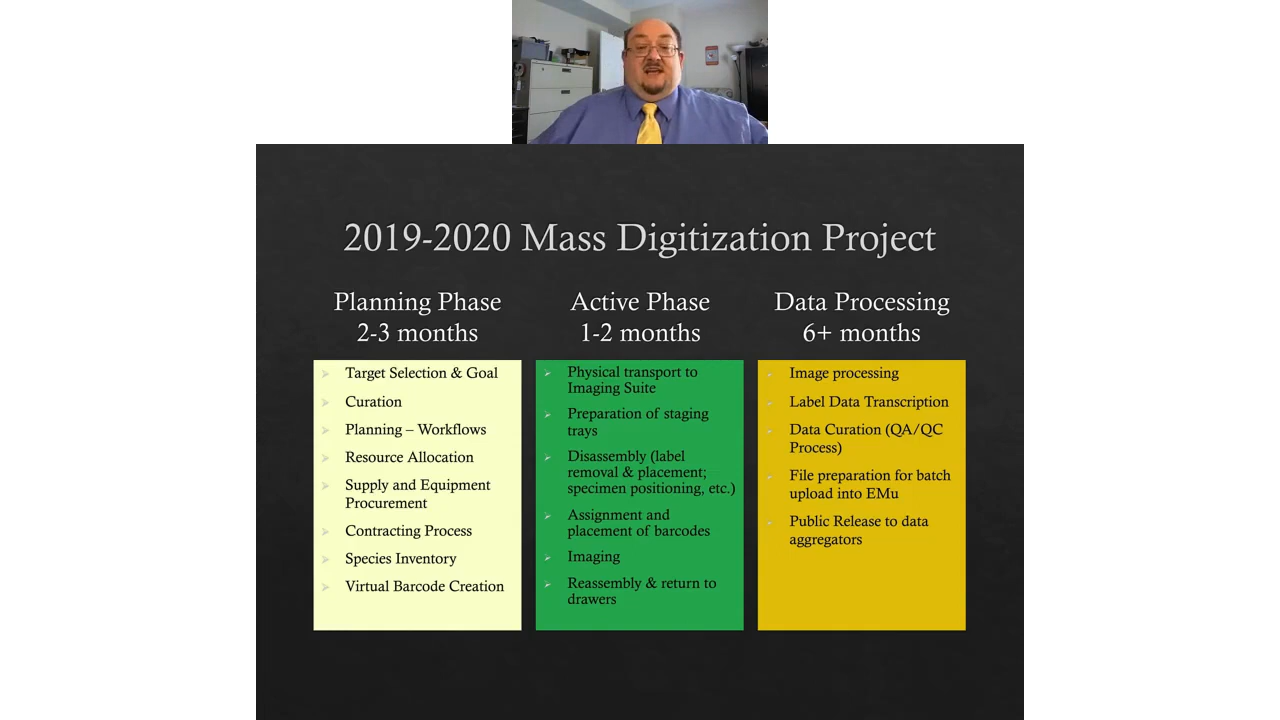 2019-2020 Mass Digitization Project
Planning Phase
2-3 months
Target Selection & Goal
Curation
Planning – Workflows
Resource Allocation
Supply and Equipment
Procurement
Contracting Process
Species Inventory
Virtual Barcode Creation
Active Phase
1-2 months
Physical transport to
Imaging Suite
Preparation of staging
trays
Disassembly (label
removal & placement;
specimen positioning, etc.)
Assignment and
placement of barcodes
Imaging
Reassembly & return to
drawers
Data Processing
6+ months
Image processing
Label Data Transcription
Data Curation (QA/QC
Process)
File preparation for batch
upload into EMu
Public Release to data
aggregators